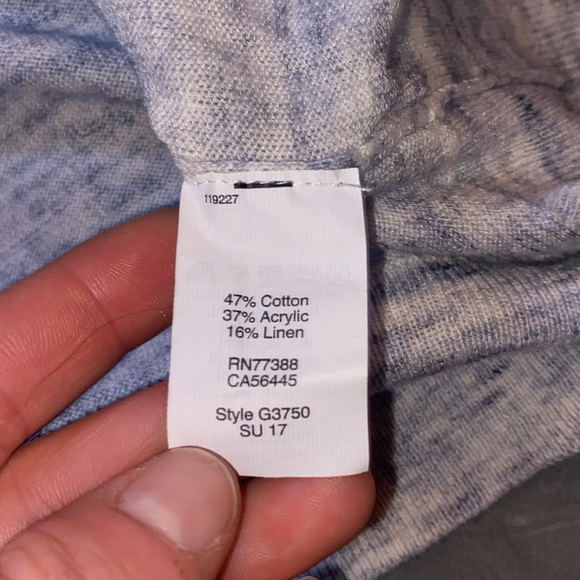 119227
47% Cotton
37% Acrylic
16% Linen
RN77388
CA56445
Style G3750
SU 17